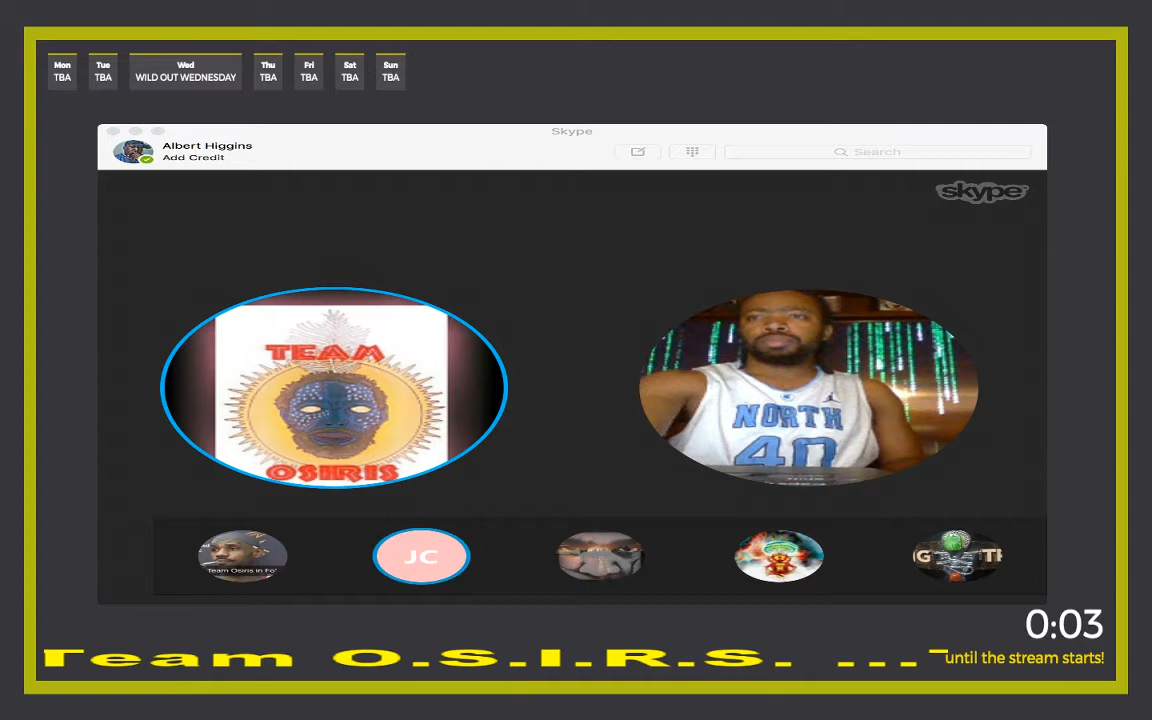 Mon Tue Wed Thu Fri Sat Sun
TBA TBA WILD OUT WEDNESDAY TBA TBA TBA TBA
Skype
Albert Higgins
Add Credit
Search
skype
TEAM
OSIRIS
NORTH
40
Team Osiris in Fo
JC
G
0:03
Team O.S.I.R.S. ...
until the stream starts!